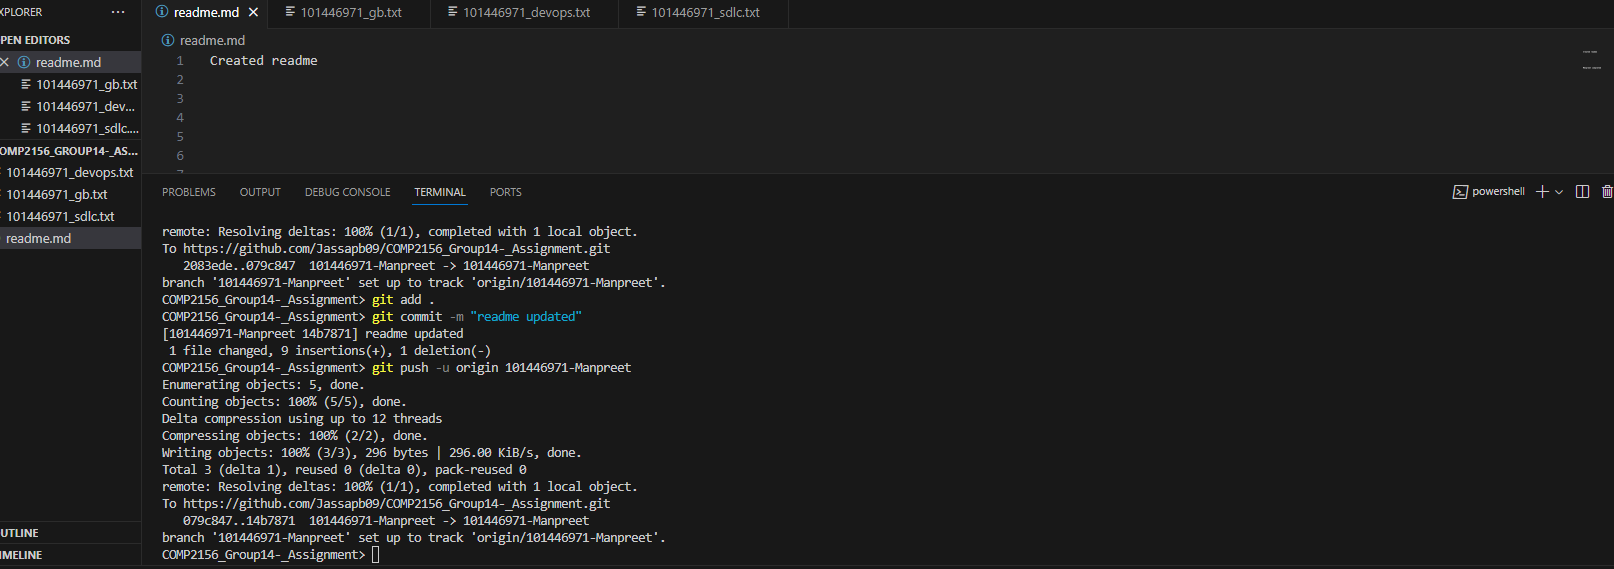 XPLORER ···
readme.md
101446971_gb.txt
101446971_devops.txt
101446971_sdlc.txt
PEN EDITORS
readme.md
101446971_gb.txt
101446971_dev...
101446971_sdlc....
OMP2156_GROUP14-_AS...
101446971_devops.txt
101446971_gb.txt
101446971_sdlc.txt
readme.md
UTLINE
IMELINE
readme.md
1 Created readme
2
3
4
5
6
PROBLEMS OUTPUT DEBUG CONSOLE TERMINAL PORTS
powershell
remote: Resolving deltas: 100% (1/1), completed with 1 local object.
To https://github.com/Jassapb09/COMP2156_Group14-_Assignment.git
2083ede..079c847 101446971-Manpreet -> 101446971-Manpreet
branch '101446971-Manpreet' set up to track 'origin/101446971-Manpreet'.
COMP2156_Group14-_Assignment> git add .
COMP2156_Group14-_Assignment> git commit -m "readme updated"
[101446971-Manpreet 14b7871] readme updated
1 file changed, 9 insertions(+), 1 deletion(-)
COMP2156_Group14-_Assignment> git push -u origin 101446971-Manpreet
Enumerating objects: 5, done.
Counting objects: 100% (5/5), done.
Delta compression using up to 12 threads
Compressing objects: 100% (2/2), done.
Writing objects: 100% (3/3), 296 bytes | 296.00 KiB/s, done.
Total 3 (delta 1), reused 0 (delta 0), pack-reused 0
remote: Resolving deltas: 100% (1/1), completed with 1 local object.
To https://github.com/Jassapb09/COMP2156_Group14-_Assignment.git
079c847..14b7871 101446971-Manpreet -> 101446971-Manpreet
branch '101446971-Manpreet' set up to track 'origin/101446971-Manpreet'.
COMP2156_Group14-_Assignment>